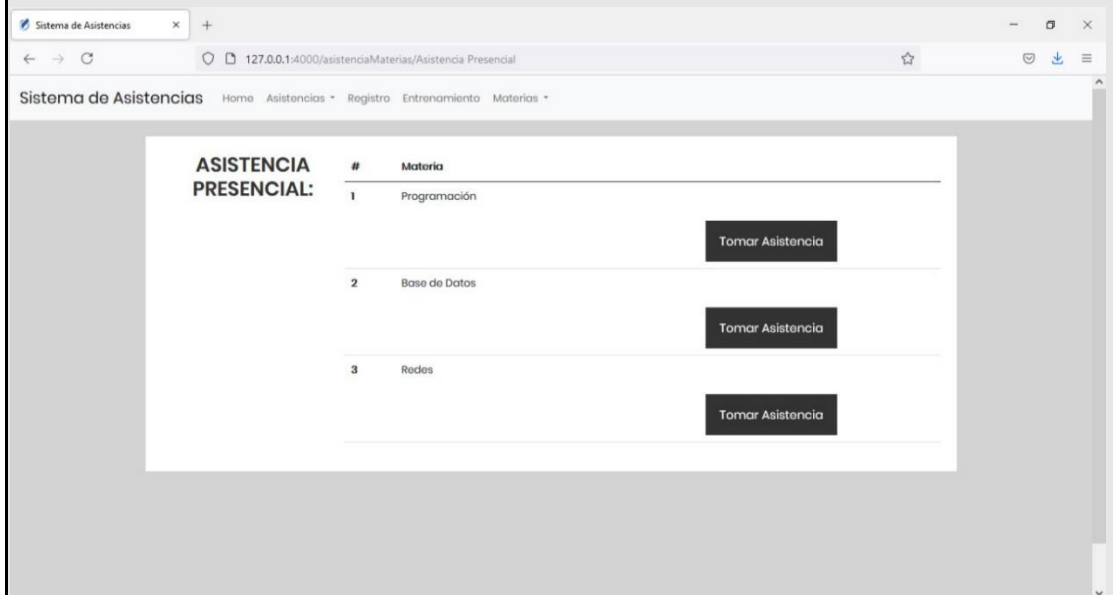 Sistema de Asistencias
127.0.0.1:4000/asistenciaMaterias/Asistencia Presencial
Sistema de Asistencias Home Asistencias Registro Entrenamiento Materias
ASISTENCIA
PRESENCIAL:
# Materia
1 Programación
Tomar Asistencia
2 Base de Datos
Tomar Asistencia
3 Redes
Tomar Asistencia